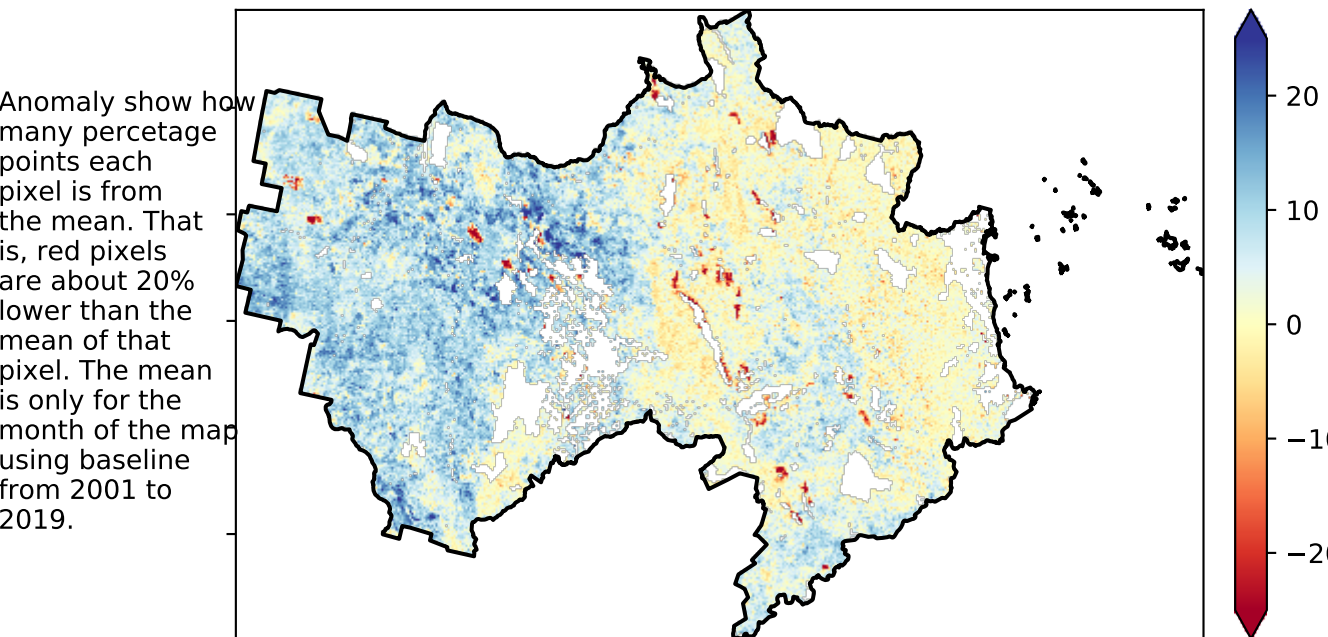 Anomaly show how
many percetage
points each
pixel is from
the mean. That
is, red pixels
are about 20%
lower than the
mean of that
pixel. The mean
is only for the
month of the map
using baseline
from 2001 to
2019.
20
10
0
−10
−20